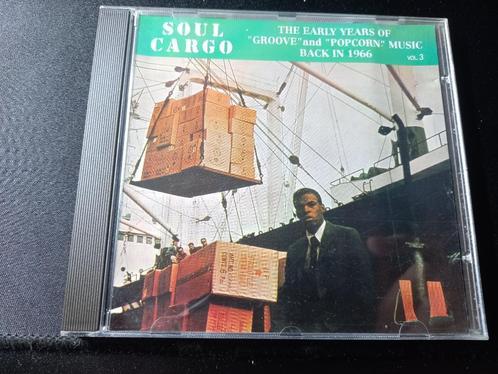 SOUL
CARGO
THE EARLY YEARS OF
"GROOVE"and "POPCORN" MUSIC
BACK IN 1966
VOL. 3